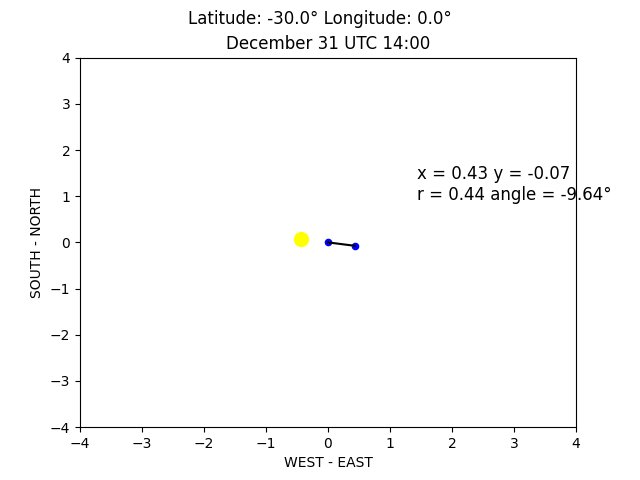 Latitude: -30.0° Longitude: 0.0°
December 31 UTC 14:00
4
3
2
1
0
−1
−2
−3
−4
SOUTH - NORTH
x = 0.43 y = -0.07
r = 0.44 angle = -9.64°
−4 −3 −2 −1 0 1 2 3 4
WEST - EAST